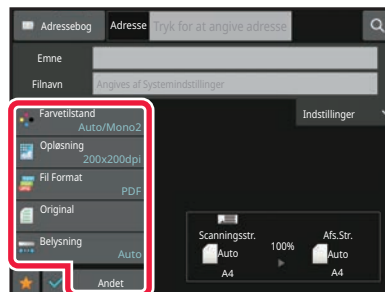 Adressebog Adresse Tryk for at angive adresse
Emne
Filnavn Angives af Systemindstillinger
Farvetilstand
Auto/Mono2
Indstillinger
Opløsning
200x200dpi
Fil Format
PDF
Original
Belysning
Auto
Andet
Scanningsstr. 100% Afs.Str.
Auto Auto
A4 A4